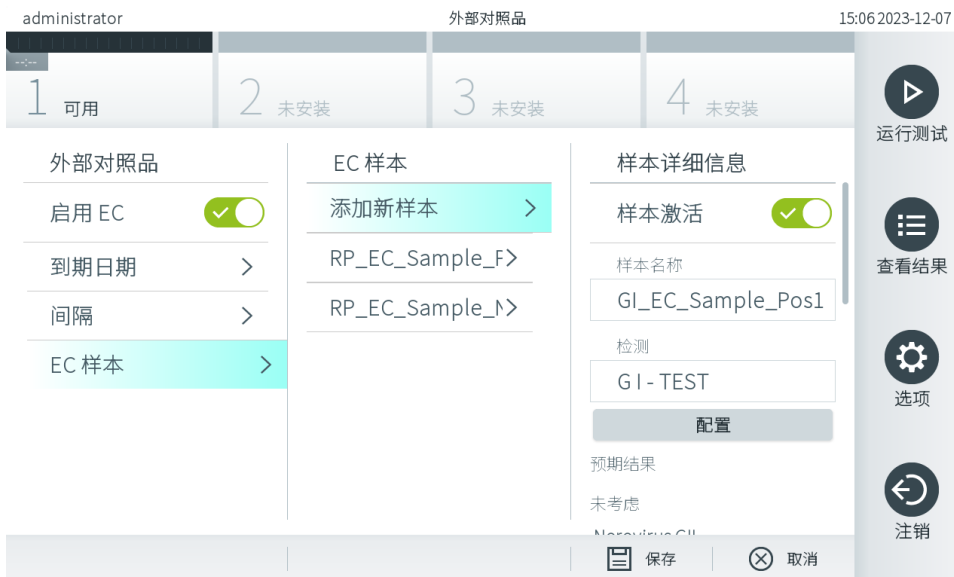 administrator
外部对照品
15:06 2023-12-07
--:--
1 可用
2 未安装
3 未安装
4 未安装
运行测试
查看结果
选项
注销
外部对照品
启用 EC
到期日期
间隔
EC 样本
EC 样本
添加新样本
RP_EC_Sample_
RP_EC_Sample_
样本详细信息
样本激活
样本名称
GI_EC_Sample_Pos1
检测
G I - TEST
配置
预期结果
未考虑
Norovirus GII
保存
取消